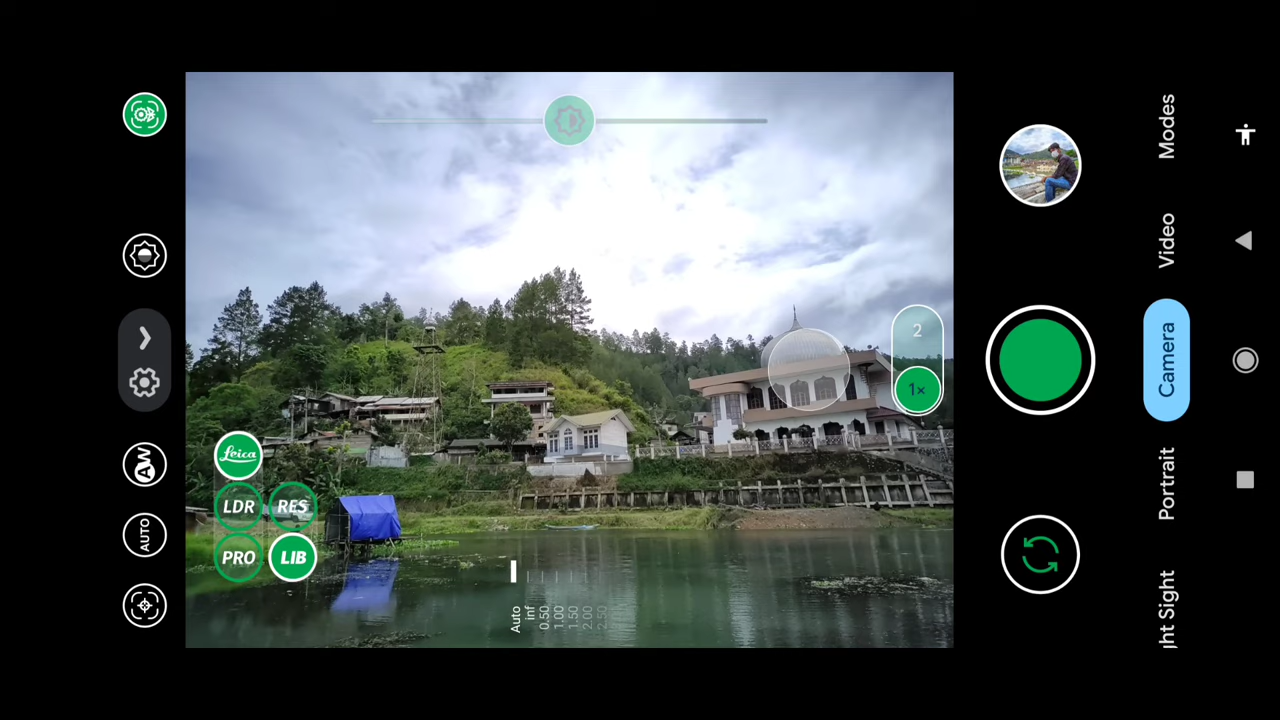 Leica
LDR
RES
PRO
LIB
AW
AUTO
Auto
inf
0.50
1.00
1.50
2.00
2.50
2
1×
Modes
Video
Camera
Portrait
ht Sight